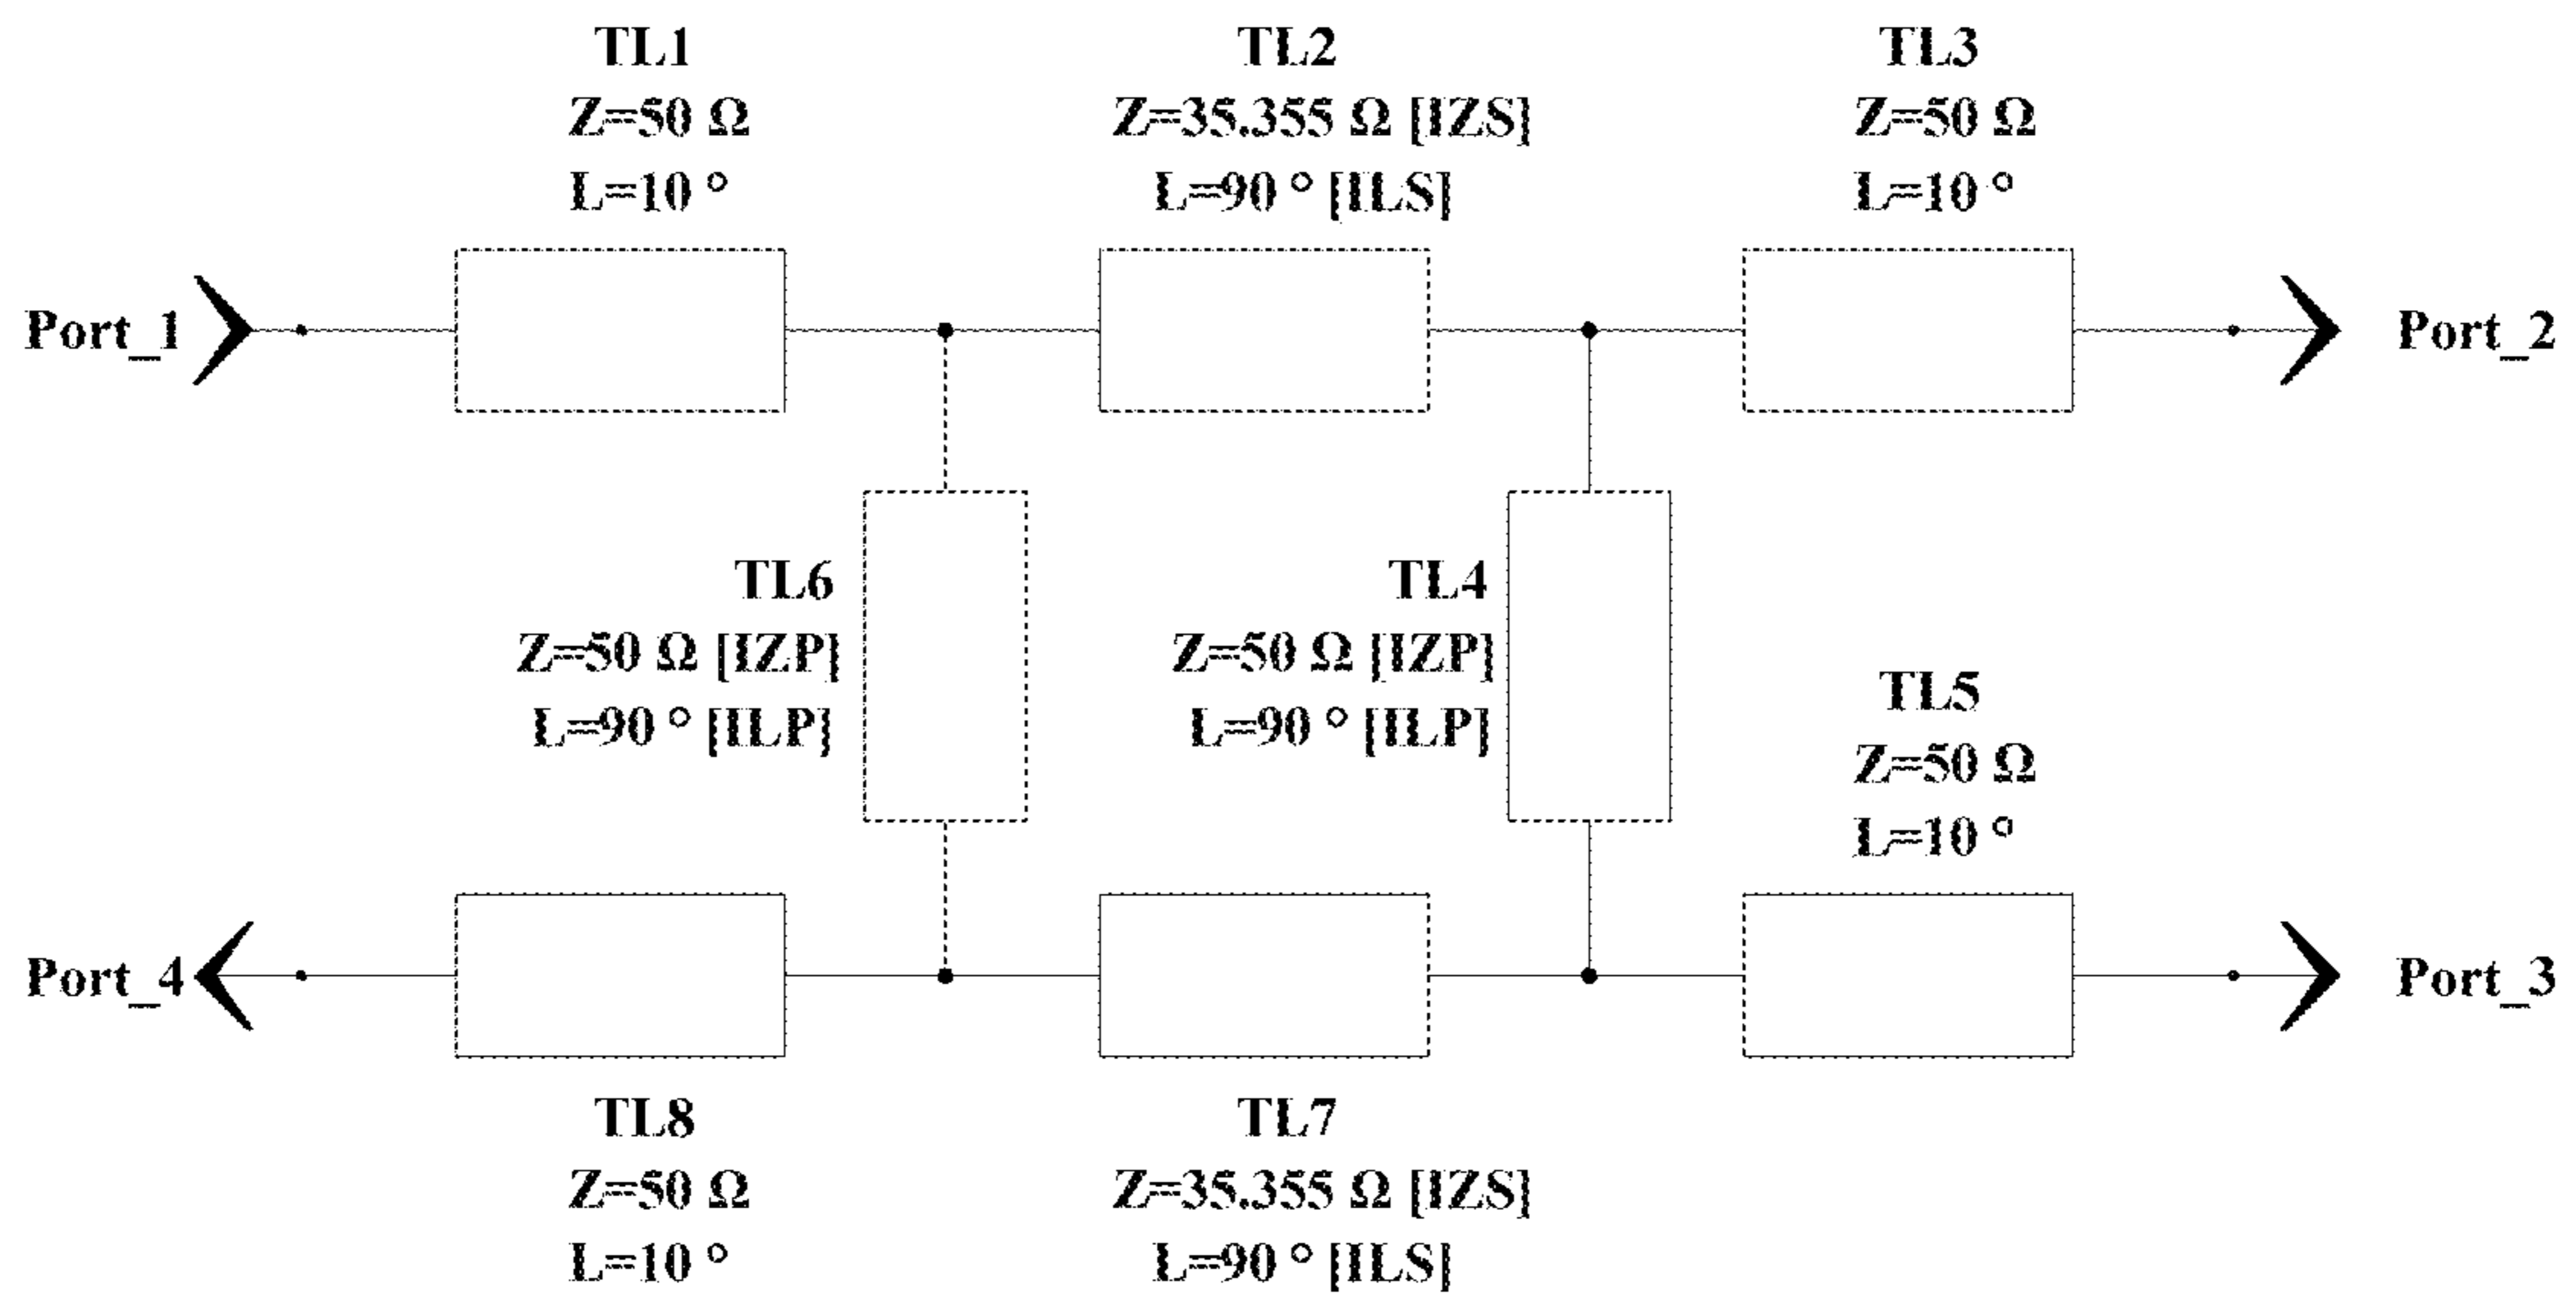 TL1
Z=50 Ω
L=10 °
TL2
Z=35.355 Ω [IZS]
L=90 ° [ILS]
TL3
Z=50 Ω
L=10 °
Port_1
Port_2
TL6
Z=50 Ω [IZP]
L=90 ° [ILP]
TL4
Z=50 Ω [IZP]
L=90 ° [ILP]
TL5
Z=50 Ω
L=10 °
Port_4
Port_3
TL8
Z=50 Ω
L=10 °
TL7
Z=35.355 Ω [IZS]
L=90 ° [ILS]